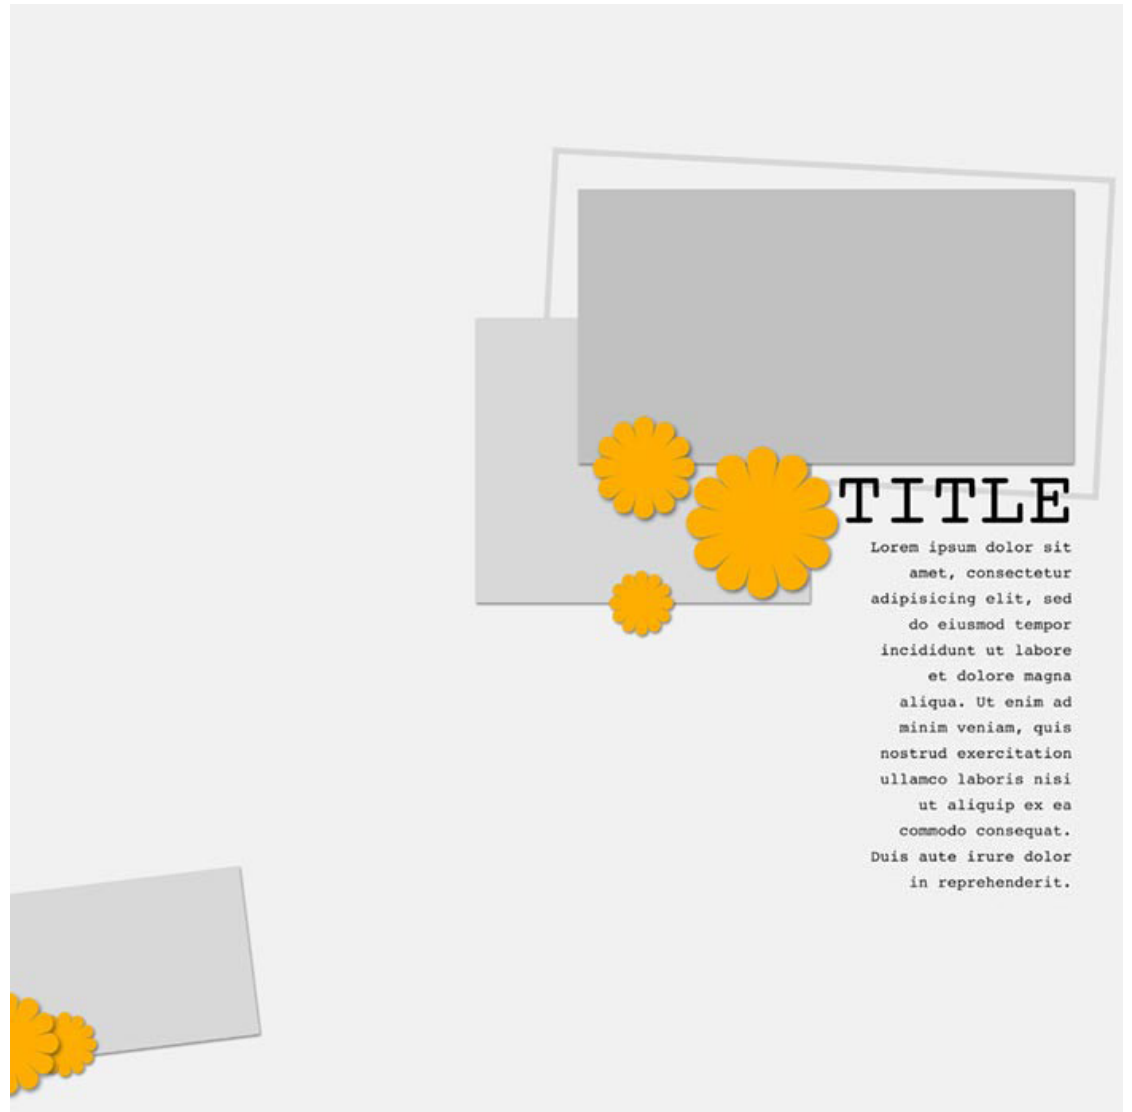 TITLE
Lorem ipsum dolor sit
amet, consectetur
adipisicing elit, sed
do eiusmod tempor
incididunt ut labore
et dolore magna
aliqua. Ut enim ad
minim veniam, quis
nostrud exercitation
ullamco laboris nisi
ut aliquip ex ea
commodo consequat.
Duis aute irure dolor
in reprehenderit.